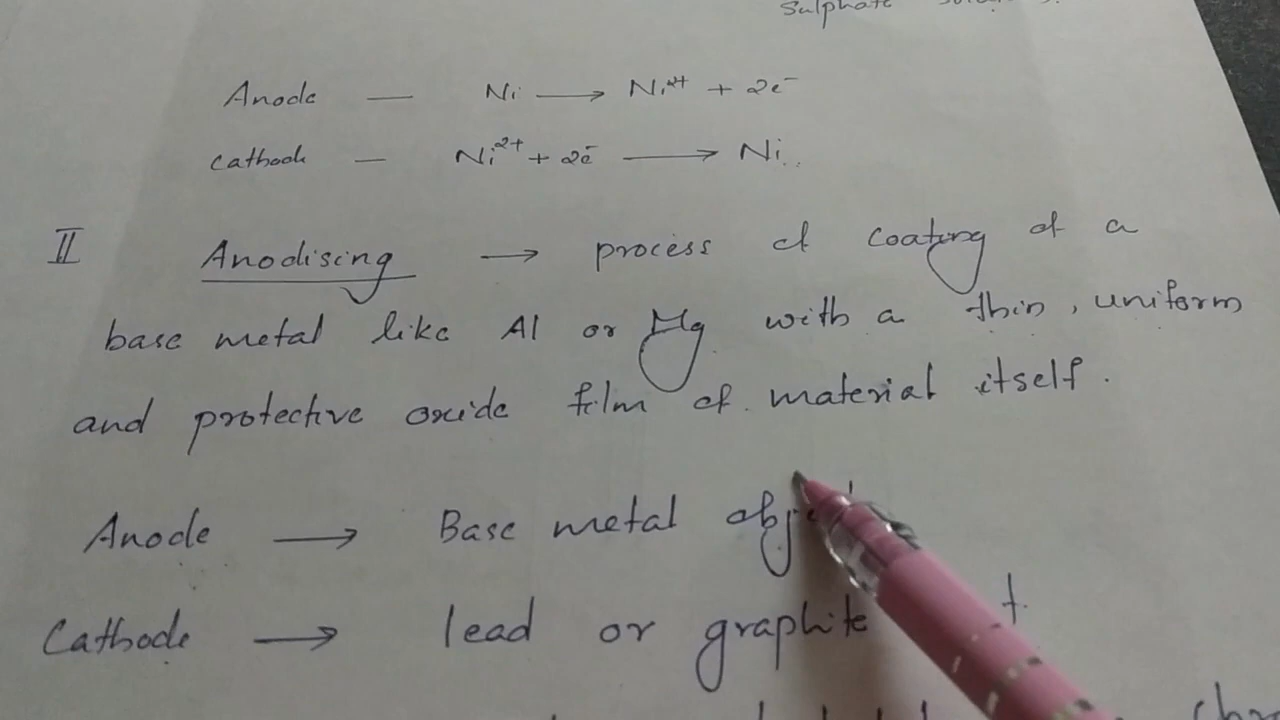 Sulphate
Anode — Ni → Ni²⁺ + 2e⁻
Cathode — Ni²⁺ + 2e⁻ → Ni
II Anodising → process of coating of a
base metal like Al or Mg with a thin, uniform
and protective oxide film of material itself.
Anode → Base metal
Cathode → lead or graphite